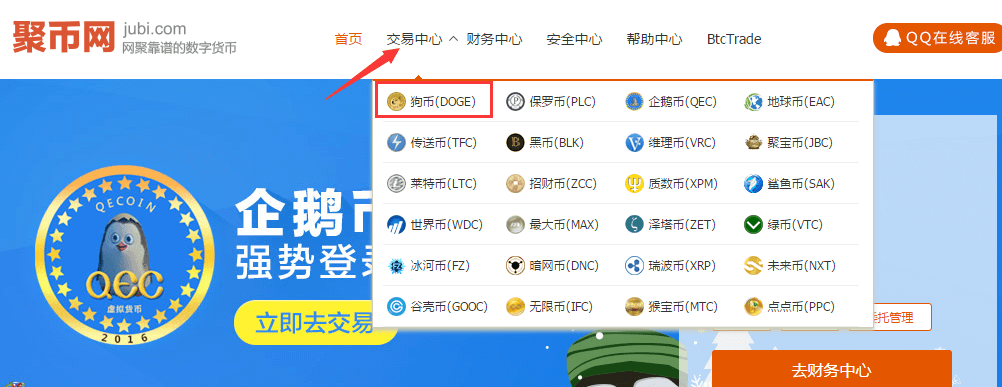 聚币网 jubi.com
网聚靠谱的数字货币
首页 交易中心 财务中心 安全中心 帮助中心 BtcTrade
QQ在线客服
狗币(DOGE) 保罗币(PLC) 企鹅币(QEC) 地球币(EAC)
传送币(TFC) 黑币(BLK) 维理币(VRC) 聚宝币(JBC)
莱特币(LTC) 招财币(ZCC) 质数币(XPM) 鲨鱼币(SAK)
世界币(WDC) 最大币(MAX) 泽塔币(ZET) 绿币(VTC)
冰河币(FZ) 暗网币(DNC) 瑞波币(XRP) 未来币(NXT)
谷壳币(GOOC) 无限币(IFC) 猴宝币(MTC) 点点币(PPC)
QECOIN
QEC
虚拟货币
2016
企鹅币
强势登录
立即去交易
托管理
去财务中心